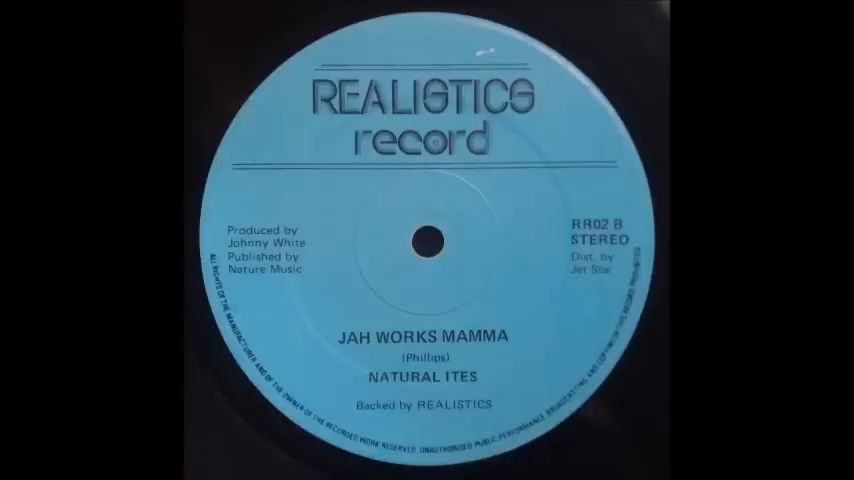 REALISTICS
record
Produced by
Johnny White
Published by
Nature Music
RR02 B
STEREO
Dist. by
Jet Star
JAH WORKS MAMMA
(Phillips)
NATURAL ITES
Backed by REALISTICS
ALL RIGHTS OF THE MANUFACTURER AND OF THE OWNER OF THE RECORDED WORK RESERVED UNAUTHORISED PUBLIC PERFORMANCE BROADCASTING AND COPYING OF THIS RECORD PROHIBITED